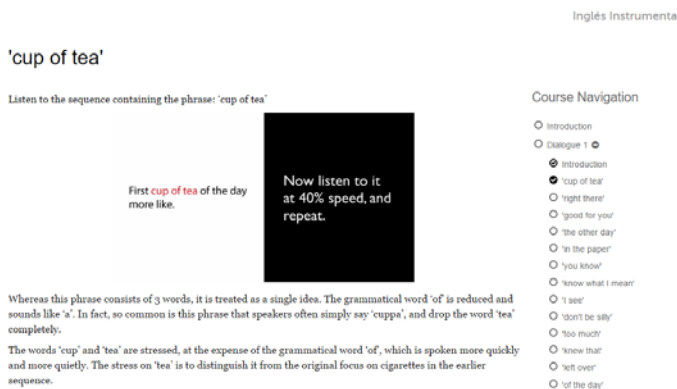 Inglés Instrumenta
'cup of tea'
Listen to the sequence containing the phrase: 'cup of tea'
First cup of tea of the day
more like.
Now listen to it
at 40% speed, and
repeat.
Whereas this phrase consists of 3 words, it is treated as a single idea. The grammatical word 'of' is reduced and
sounds like 'a'. In fact, so common is this phrase that speakers often simply say 'cuppa', and drop the word 'tea'
completely.
The words 'cup' and 'tea' are stressed, at the expense of the grammatical word 'of', which is spoken more quickly
and more quietly. The stress on 'tea' is to distinguish it from the original focus on cigarettes in the earlier
sequence.
Course Navigation
Introduction
Dialogue 1
Introduction
'cup of tea'
'right there'
'good for you'
'the other day'
'in the paper'
'you know'
'know what I mean'
'I see'
'don't be silly'
'too much'
'knew that'
'left over'
'of the day'